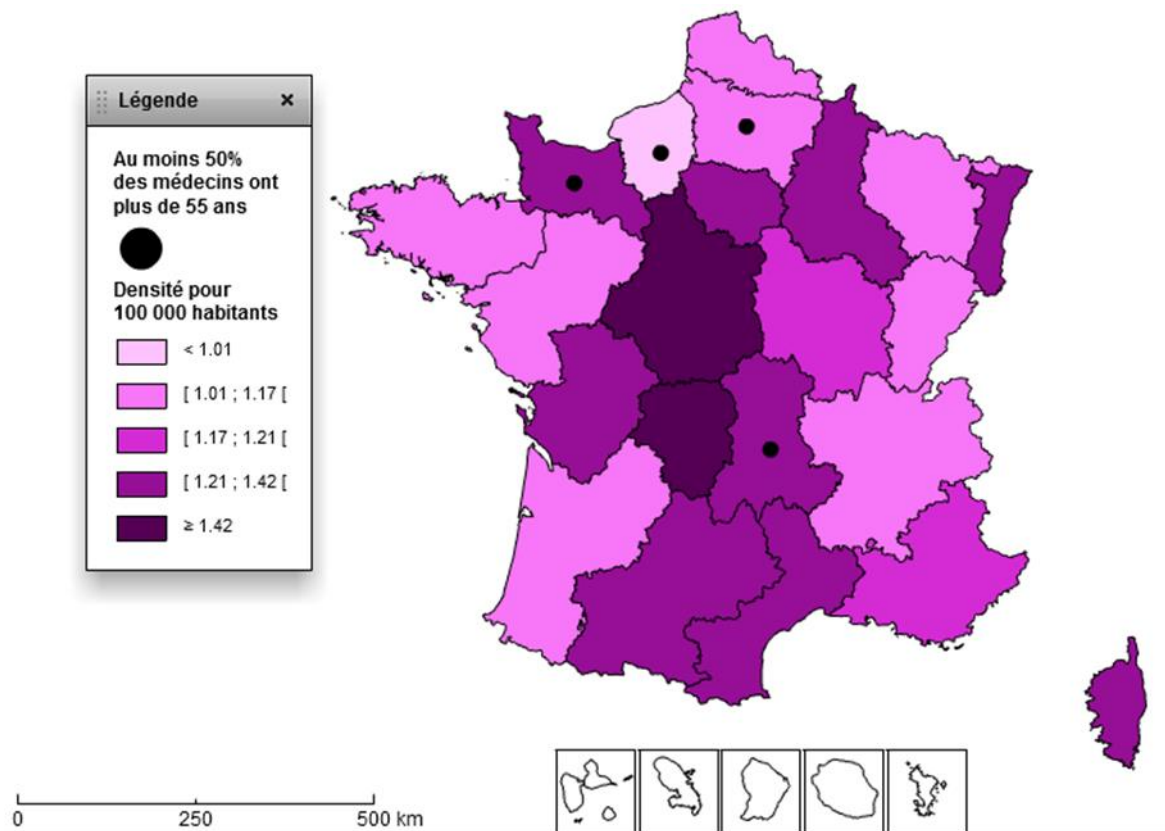 Légende ×
Au moins 50%
des médecins ont
plus de 55 ans
Densité pour
100 000 habitants
< 1.01
[ 1.01 ; 1.17 [
[ 1.17 ; 1.21 [
[ 1.21 ; 1.42 [
≥ 1.42
0 250 500 km